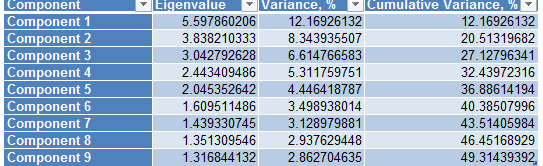 Component Eigenvalue Variance, % Cumulative Variance, %
Component 1 5.597860206 12.16926132 12.16926132
Component 2 3.838210333 8.343935507 20.51319682
Component 3 3.042792628 6.614766583 27.12796341
Component 4 2.443409486 5.311759751 32.43972316
Component 5 2.045352642 4.446418787 36.88614194
Component 6 1.609511486 3.498938014 40.38507996
Component 7 1.439330745 3.128979881 43.51405984
Component 8 1.351309546 2.937629448 46.45168929
Component 9 1.316844132 2.862704635 49.31439392